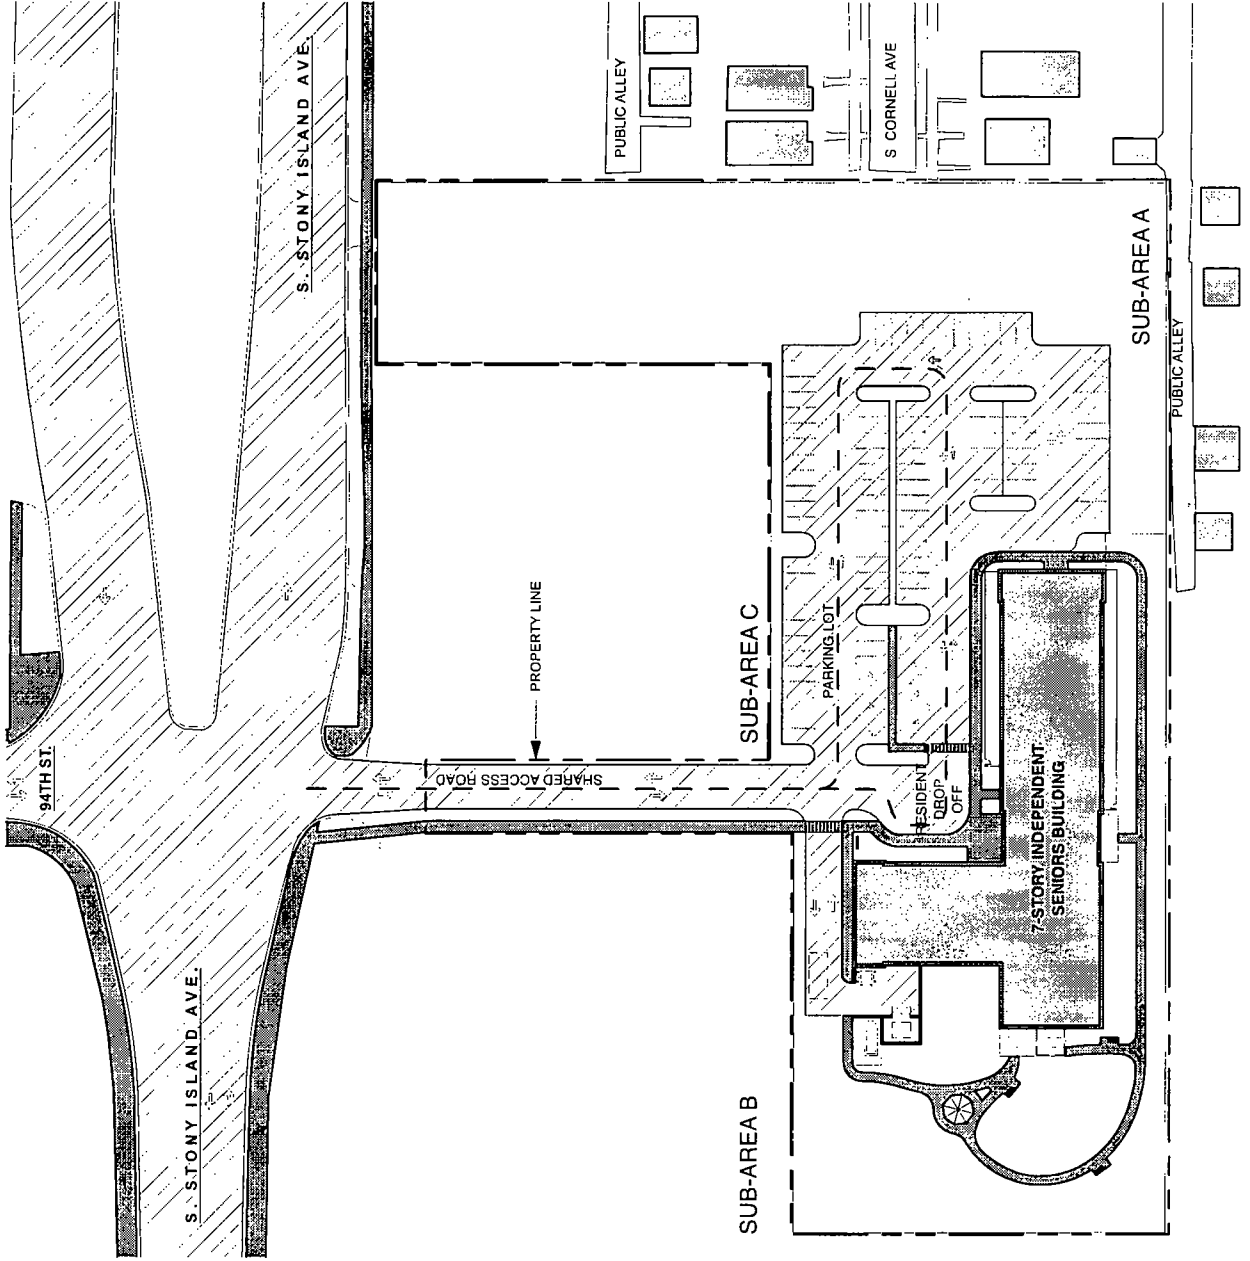 S. STONY ISLAND AVE.
PUBLIC ALLEY
S CORNELL AVE
SUB-AREA A
PUBLIC ALLEY
PROPERTY LINE
SUB-AREA C
PARKING LOT
94TH ST.
SHARED ACCESS ROAD
RESIDENT
DROP
OFF
7-STORY INDEPENDENT
SENIORS BUILDING
S. STONY ISLAND AVE.
SUB-AREA B